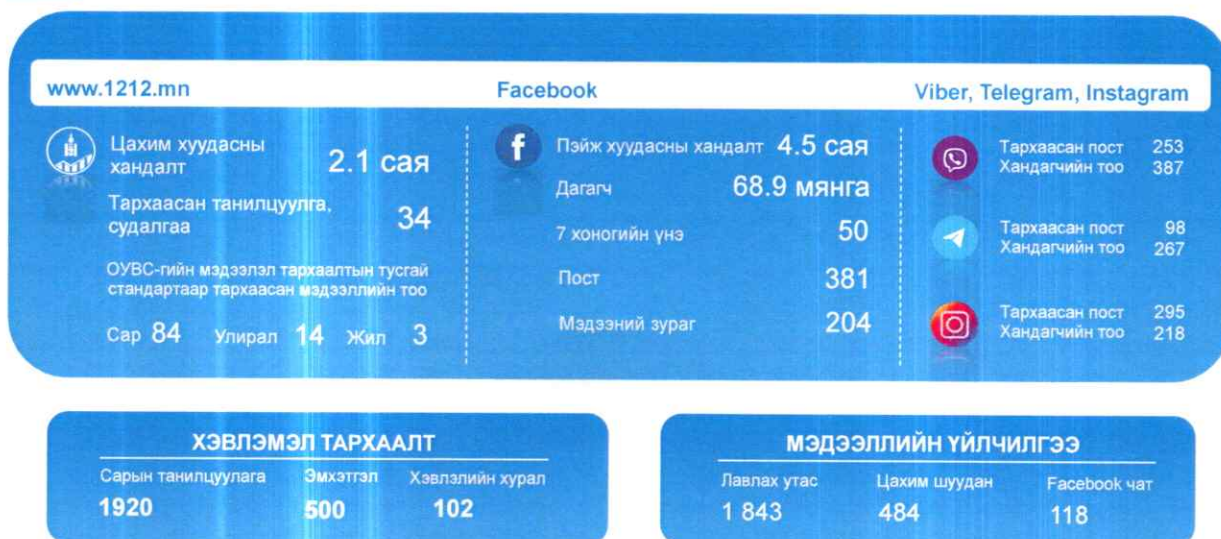 www.1212.mn
Facebook
Viber, Telegram, Instagram
Цахим хуудасны
хандалт
2.1 сая
Тархаасан танилцуулга,
судалгаа
34
ОУВС-гийн мэдээлэл тархаалтын тусгай
стандартаар тархаасан мэдээллийн тоо
Сар 84 Улирал 14 Жил 3
f
Пэйж хуудасны хандалт 4.5 сая
Дагагч 68.9 мянга
7 хоногийн үнэ 50
Пост 381
Мэдээний зураг 204
Тархаасан пост 253
Хандагчийн тоо 387
Тархаасан пост 98
Хандагчийн тоо 267
Тархаасан пост 295
Хандагчийн тоо 218
ХЭВЛЭМЭЛ ТАРХААЛТ
Сарын танилцуулага Эмхэтгэл Хэвлэлийн хурал
1920 500 102
МЭДЭЭЛЛИЙН ҮЙЛЧИЛГЭЭ
Лавлах утас Цахим шуудан Facebook чат
1 843 484 118